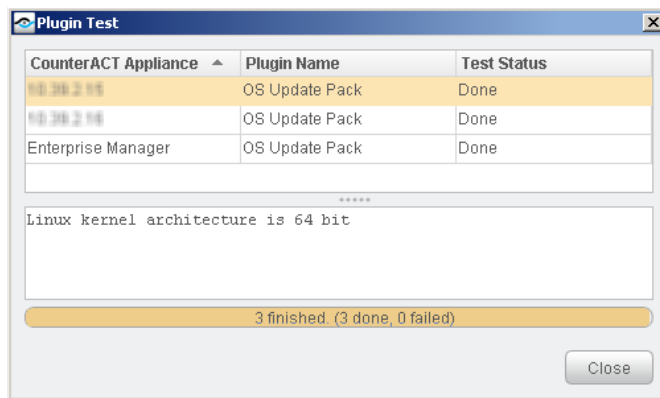 Plugin Test
CounterACT Appliance Plugin Name Test Status
OS Update Pack Done
OS Update Pack Done
Enterprise Manager OS Update Pack Done
Linux kernel architecture is 64 bit
3 finished. (3 done, 0 failed)
Close